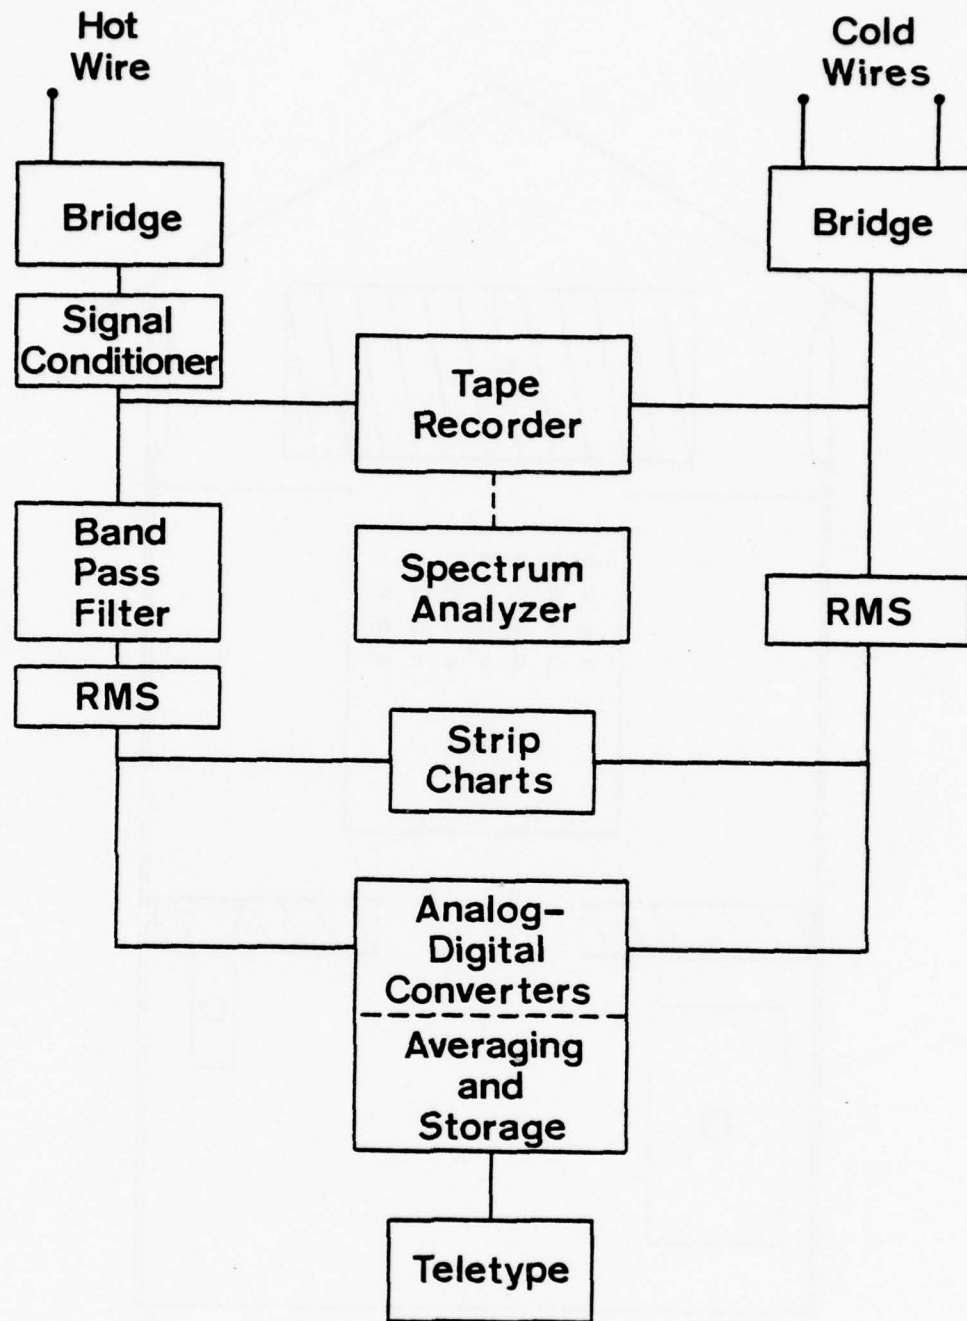 Hot
Wire
Cold
Wires
Bridge
Bridge
Signal
Conditioner
Tape
Recorder
Band
Pass
Filter
Spectrum
Analyzer
RMS
RMS
Strip
Charts
Analog-
Digital
Converters
Averaging
and
Storage
Teletype